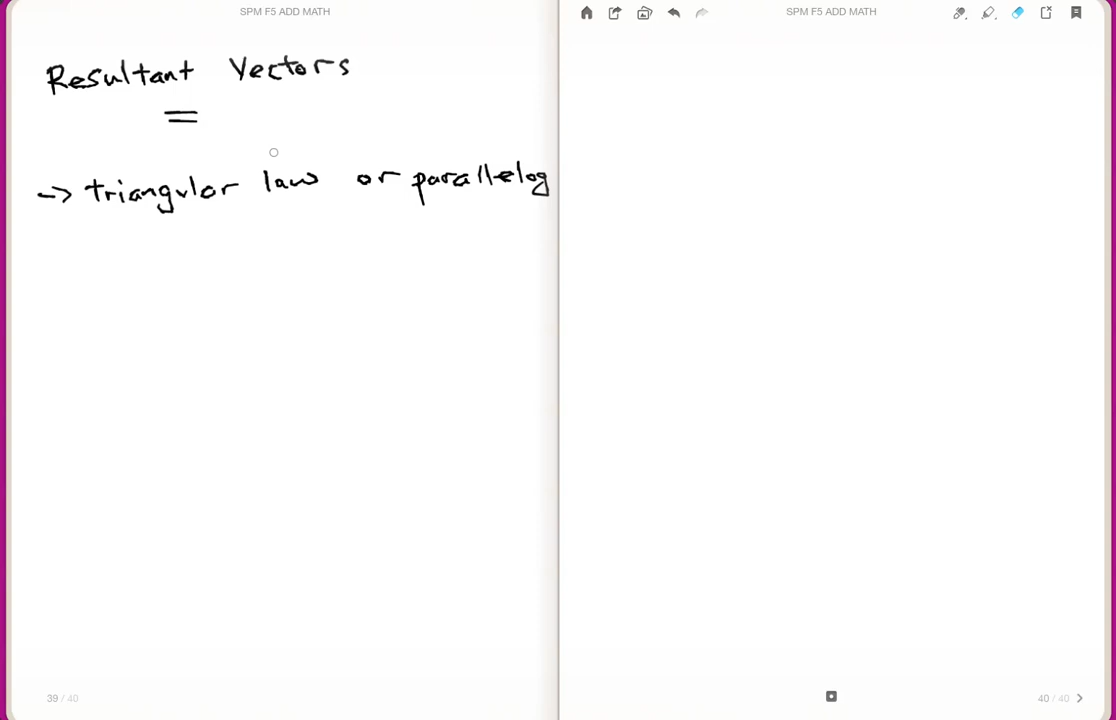 SPM F5 ADD MATH
Resultant Vectors
=
-> triangular law or parallelog
39 / 40
SPM F5 ADD MATH
40 / 40